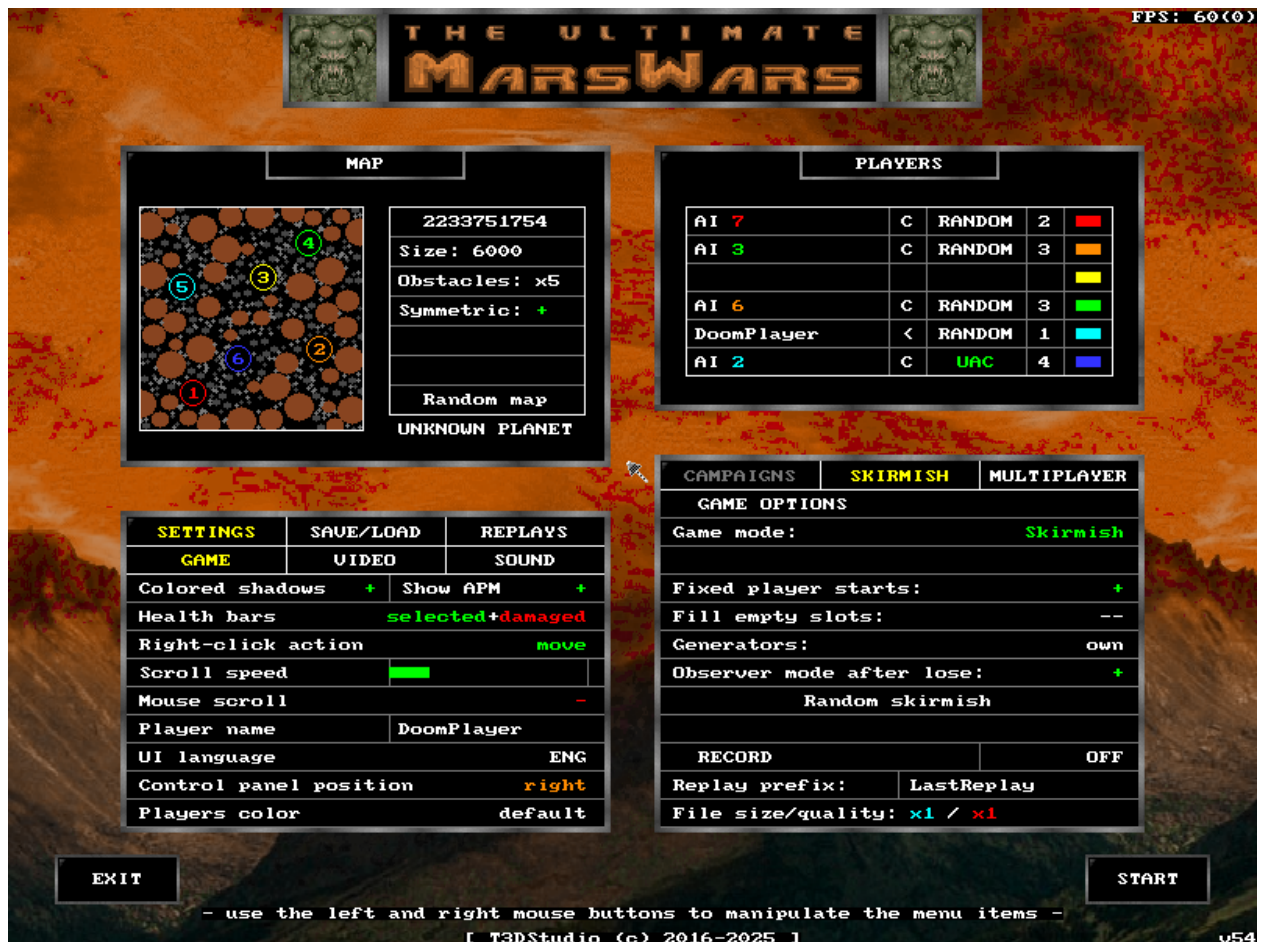 FPS: 60(0)
THE ULTIMATE
MARSWARS
MAP
4
3
5
2
6
1
2233751754
Size: 6000
Obstacles: x5
Symmetric: +
Random map
UNKNOWN PLANET
PLAYERS
AI 7 C RANDOM 2
AI 3 C RANDOM 3
AI 6 C RANDOM 3
DoomPlayer < RANDOM 1
AI 2 C UAC 4
SETTINGS SAVE/LOAD REPLAYS
GAME VIDEO SOUND
Colored shadows + Show APM +
Health bars selected+damaged
Right-click action move
Scroll speed
Mouse scroll -
Player name DoomPlayer
UI language ENG
Control panel position right
Players color default
CAMPAIGNS SKIRMISH MULTIPLAYER
GAME OPTIONS
Game mode: Skirmish
Fixed player starts: +
Fill empty slots: --
Generators: own
Observer mode after lose: +
Random skirmish
RECORD OFF
Replay prefix: LastReplay
File size/quality: x1 / x1
EXIT
START
- use the left and right mouse buttons to manipulate the menu items -
[ T3DStudio (c) 2016-2025 ]
v54